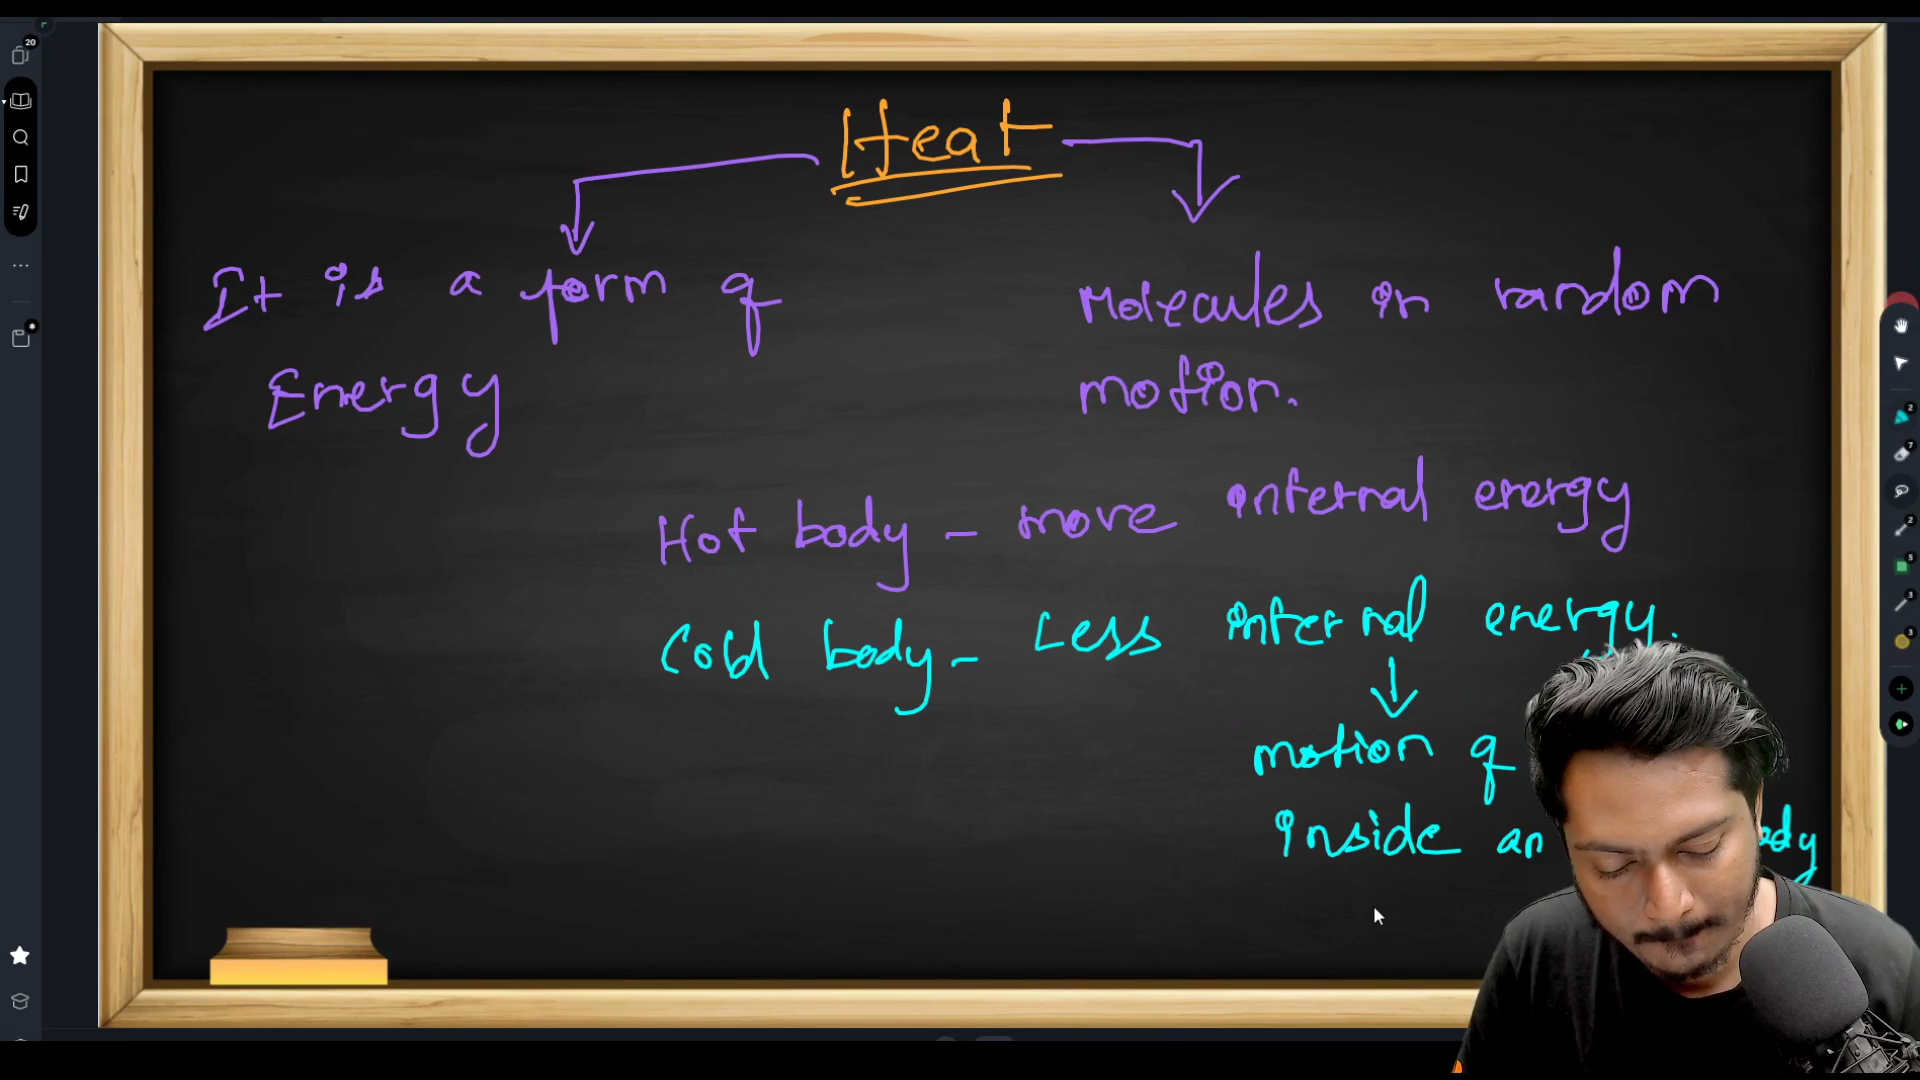 Heat
It is a form of
Energy
Molecules in random
motion.
Hot body - more internal energy
Cold body - Less internal energy.
motion of
Inside an